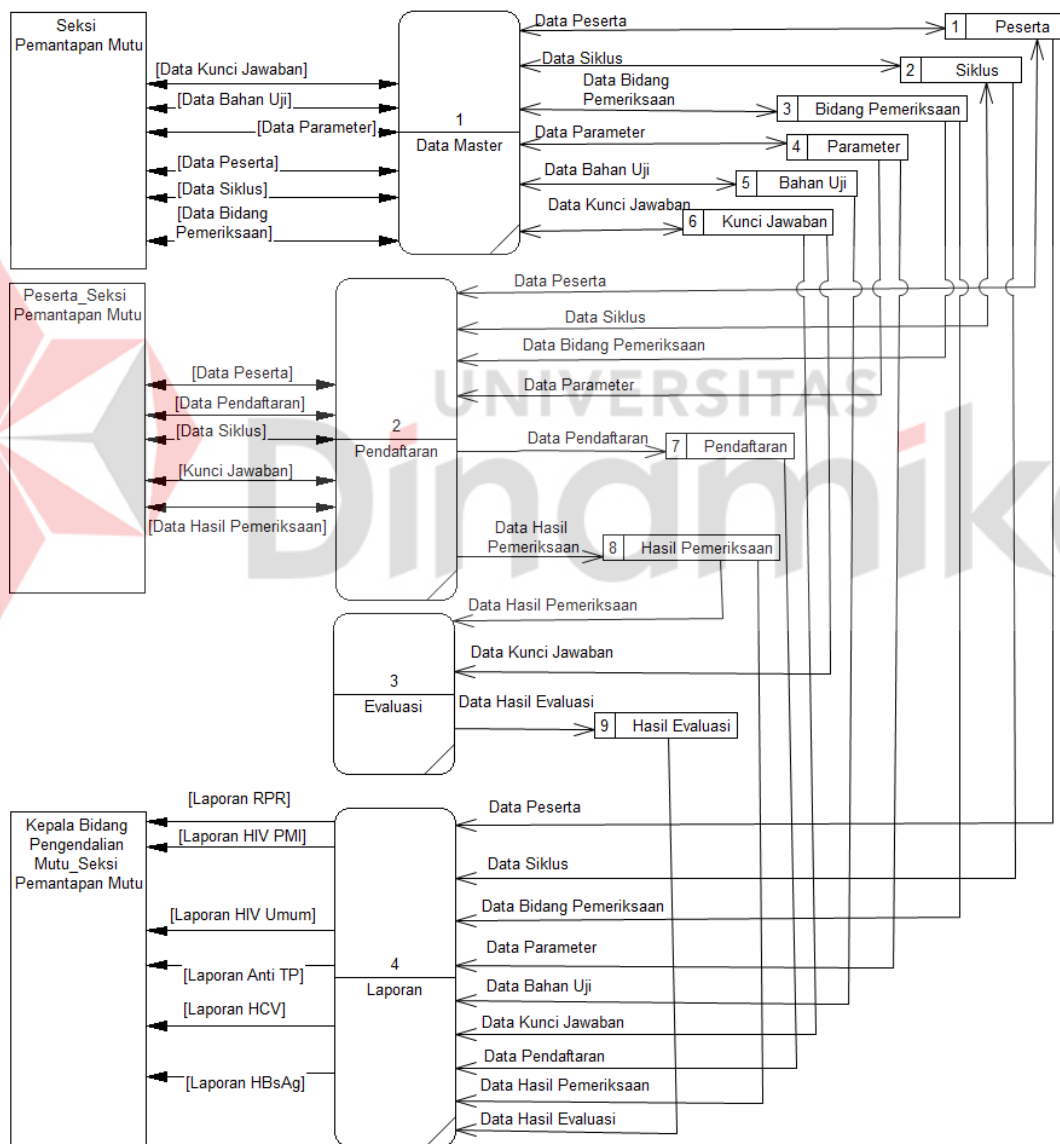 Seksi
Pemantapan Mutu
[Data Kunci Jawaban]
[Data Bahan Uji]
[Data Parameter]
[Data Peserta]
[Data Siklus]
[Data Bidang
Pemeriksaan]
1
Data Master
Data Peserta
1 Peserta
Data Siklus
2 Siklus
Data Bidang
Pemeriksaan
3 Bidang Pemeriksaan
Data Parameter
4 Parameter
Data Bahan Uji
5 Bahan Uji
Data Kunci Jawaban
6 Kunci Jawaban
Peserta_Seksi
Pemantapan Mutu
[Data Peserta]
[Data Pendaftaran]
[Data Siklus]
[Kunci Jawaban]
[Data Hasil Pemeriksaan]
2
Pendaftaran
Data Peserta
Data Siklus
Data Bidang Pemeriksaan
Data Parameter
Data Pendaftaran
7 Pendaftaran
Data Hasil
Pemeriksaan
8 Hasil Pemeriksaan
UNIVERSITAS
Dinamika
3
Evaluasi
Data Hasil Pemeriksaan
Data Kunci Jawaban
Data Hasil Evaluasi
9 Hasil Evaluasi
Kepala Bidang
Pengendalian
Mutu_Seksi
Pemantapan Mutu
[Laporan RPR]
[Laporan HIV PMI]
[Laporan HIV Umum]
[Laporan Anti TP]
[Laporan HCV]
[Laporan HBsAg]
4
Laporan
Data Peserta
Data Siklus
Data Bidang Pemeriksaan
Data Parameter
Data Bahan Uji
Data Kunci Jawaban
Data Pendaftaran
Data Hasil Pemeriksaan
Data Hasil Evaluasi